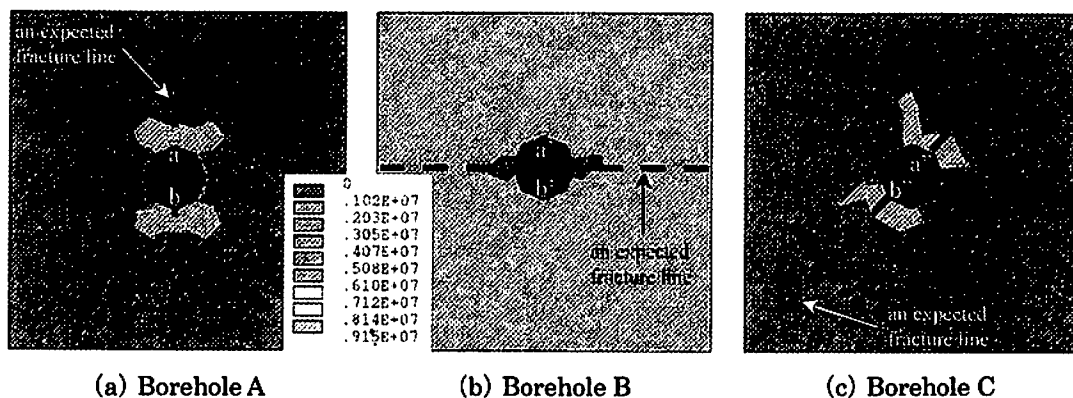 an expected
fracture line
a
b
0
.102E+07
.203E+07
.305E+07
.407E+07
.508E+07
.610E+07
.712E+07
.814E+07
.915E+07
a
b
an expected
fracture line
a
b
an expected
fracture line
(a) Borehole A
(b) Borehole B
(c) Borehole C